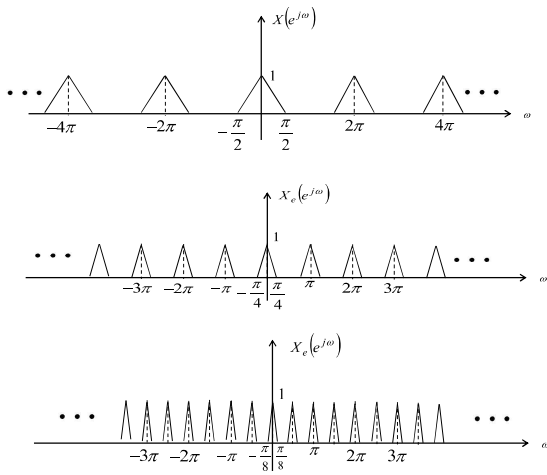 X(e^{jω})
1
-4π -2π -π/2 π/2 2π 4π ω
X_e(e^{jω})
1
-3π -2π -π -π/4 π/4 π 2π 3π ω
X_e(e^{jω})
1
-3π -2π -π -π/8 π/8 π 2π 3π ω